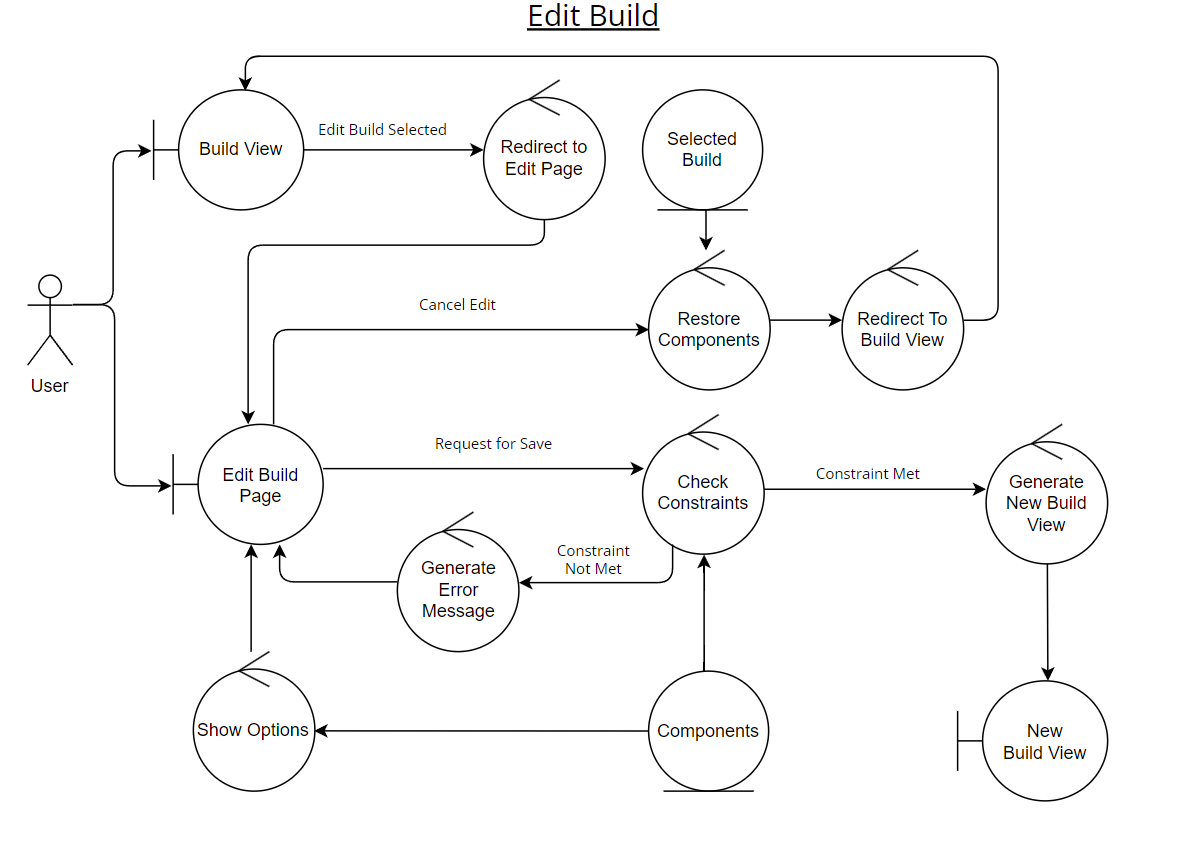 Edit Build
Build View
Edit Build Selected
Redirect to
Edit Page
Selected
Build
User
Cancel Edit
Restore
Components
Redirect To
Build View
Edit Build
Page
Request for Save
Check
Constraints
Constraint Met
Generate
New Build
View
Generate
Error
Message
Constraint
Not Met
Show Options
Components
New
Build View